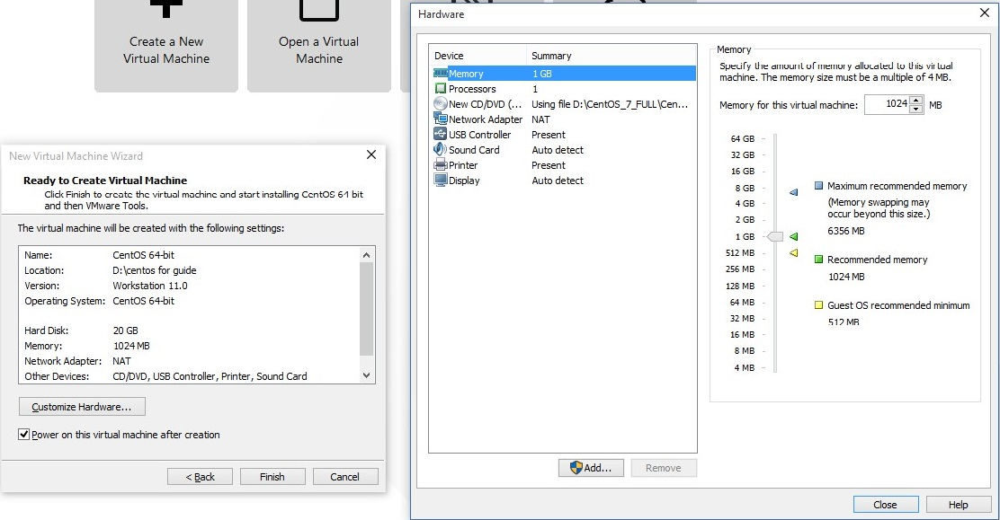 Create a New
Virtual Machine
Open a Virtual
Machine
New Virtual Machine Wizard
Ready to Create Virtual Machine
Click Finish to create the virtual machine and start installing CentOS 64 bit
and then VMware Tools.
The virtual machine will be created with the following settings:
Name: CentOS 64-bit
Location: D:\centos for guide
Version: Workstation 11.0
Operating System: CentOS 64-bit
Hard Disk: 20 GB
Memory: 1024 MB
Network Adapter: NAT
Other Devices: CD/DVD, USB Controller, Printer, Sound Card
Customize Hardware...
Power on this virtual machine after creation
< Back Finish Cancel
Hardware
Device Summary
Memory 1 GB
Processors 1
New CD/DVD (... Using file D:\CentOS_7_FULL\Cen...
Network Adapter NAT
USB Controller Present
Sound Card Auto detect
Printer Present
Display Auto detect
Add... Remove
Memory
Specify the amount of memory allocated to this virtual
machine. The memory size must be a multiple of 4 MB.
Memory for this virtual machine: 1024 MB
64 GB
32 GB
16 GB
8 GB
4 GB
2 GB
1 GB
512 MB
256 MB
128 MB
64 MB
32 MB
16 MB
8 MB
4 MB
Maximum recommended memory
(Memory swapping may
occur beyond this size.)
6356 MB
Recommended memory
1024 MB
Guest OS recommended minimum
512 MB
Close Help